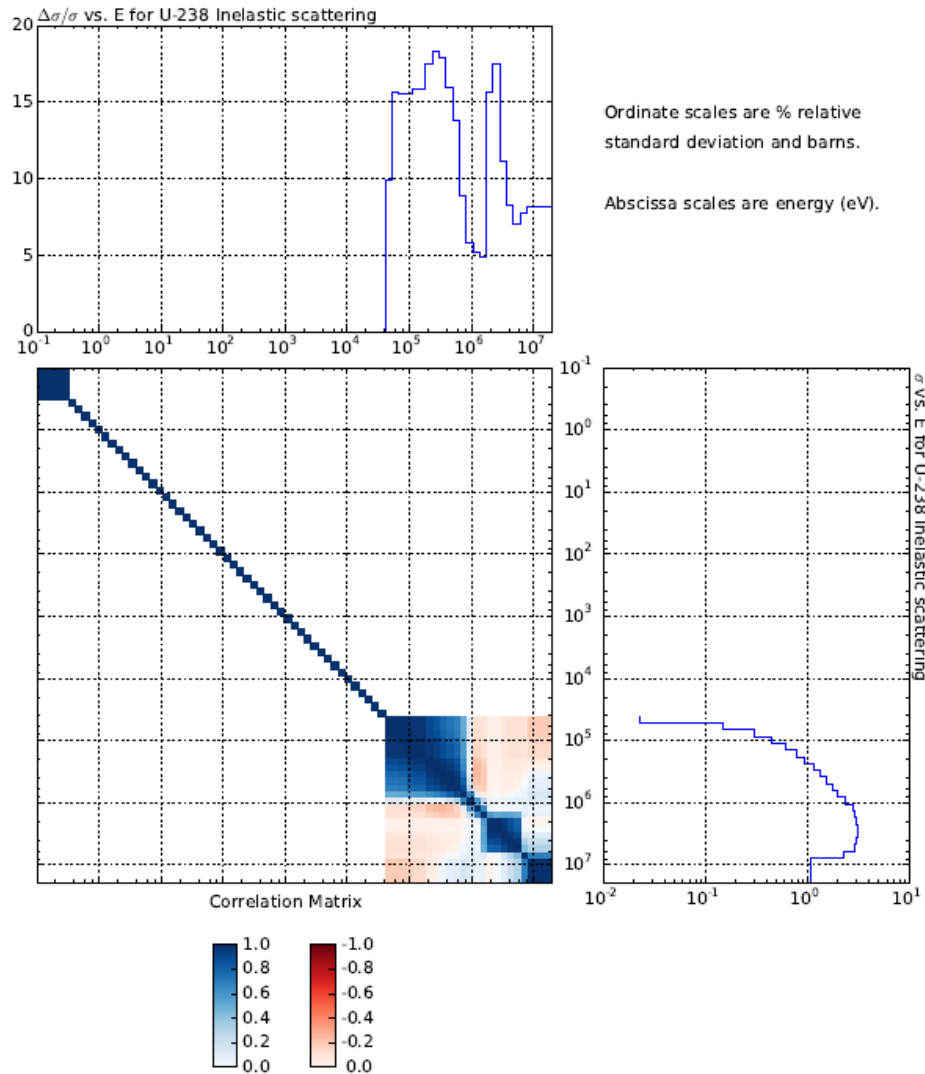 Δσ/σ vs. E for U-238 Inelastic scattering
20
15
10
5
0
10⁻¹ 10⁰ 10¹ 10² 10³ 10⁴ 10⁵ 10⁶ 10⁷
Ordinate scales are % relative
standard deviation and barns.
Abscissa scales are energy (eV).
10⁻¹
10⁰
10¹
10²
10³
10⁴
10⁵
10⁶
10⁷
Correlation Matrix
σ vs. E for U-238 Inelastic scattering
10⁻² 10⁻¹ 10⁰ 10¹
1.0 -1.0
0.8 -0.8
0.6 -0.6
0.4 -0.4
0.2 -0.2
0.0 0.0